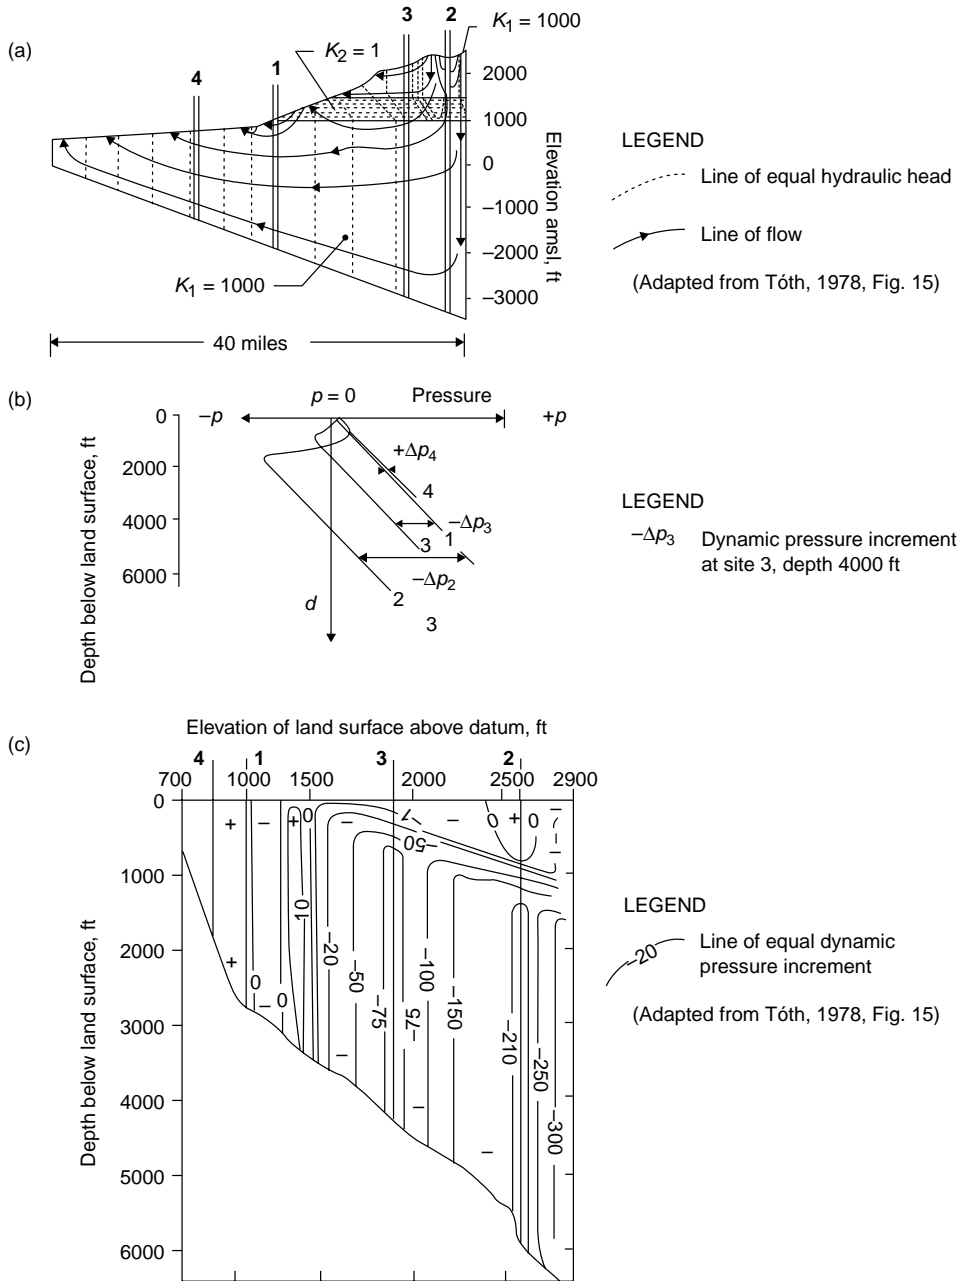 (a)
3 2 K1 = 1000
K2 = 1
4 1
2000
1000
0
–1000
–2000
–3000
Elevation amsl, ft
K1 = 1000
40 miles
LEGEND
Line of equal hydraulic head
Line of flow
(Adapted from Tóth, 1978, Fig. 15)
(b)
p = 0 Pressure
–p +p
0
2000
4000
6000
Depth below land surface, ft
+Δp4
4
–Δp3
3 1
–Δp2
2
d
3
LEGEND
–Δp3 Dynamic pressure increment
at site 3, depth 4000 ft
(c)
Elevation of land surface above datum, ft
4 1 3 2
700 1000 1500 2000 2500 2900
0
1000
2000
3000
4000
5000
6000
Depth below land surface, ft
+ – + 0 – –1 – 0 + 0 –
–50
–1
10
–20
–50
–75
–75
–100
–150
–210
–250
–300
+
0 – 0
–
–
–
LEGEND
–20 Line of equal dynamic
pressure increment
(Adapted from Tóth, 1978, Fig. 15)